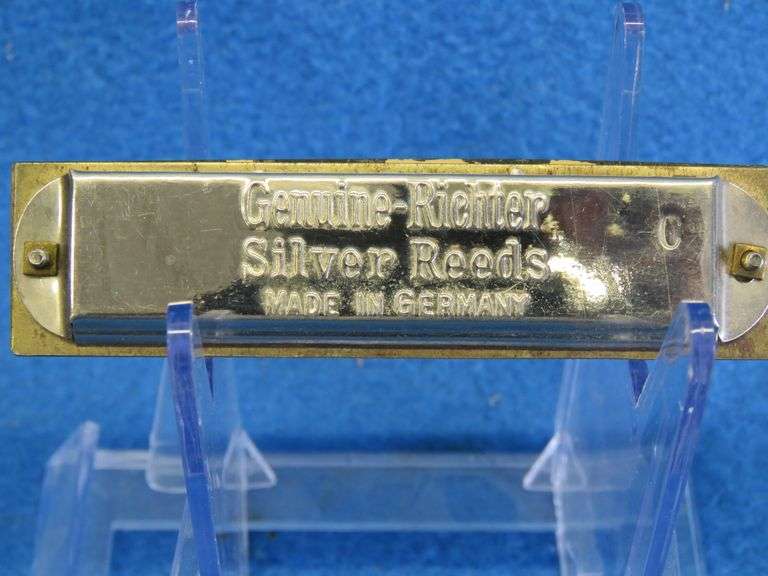 Genuine-Richter
Silver Reeds
MADE IN GERMANY
C